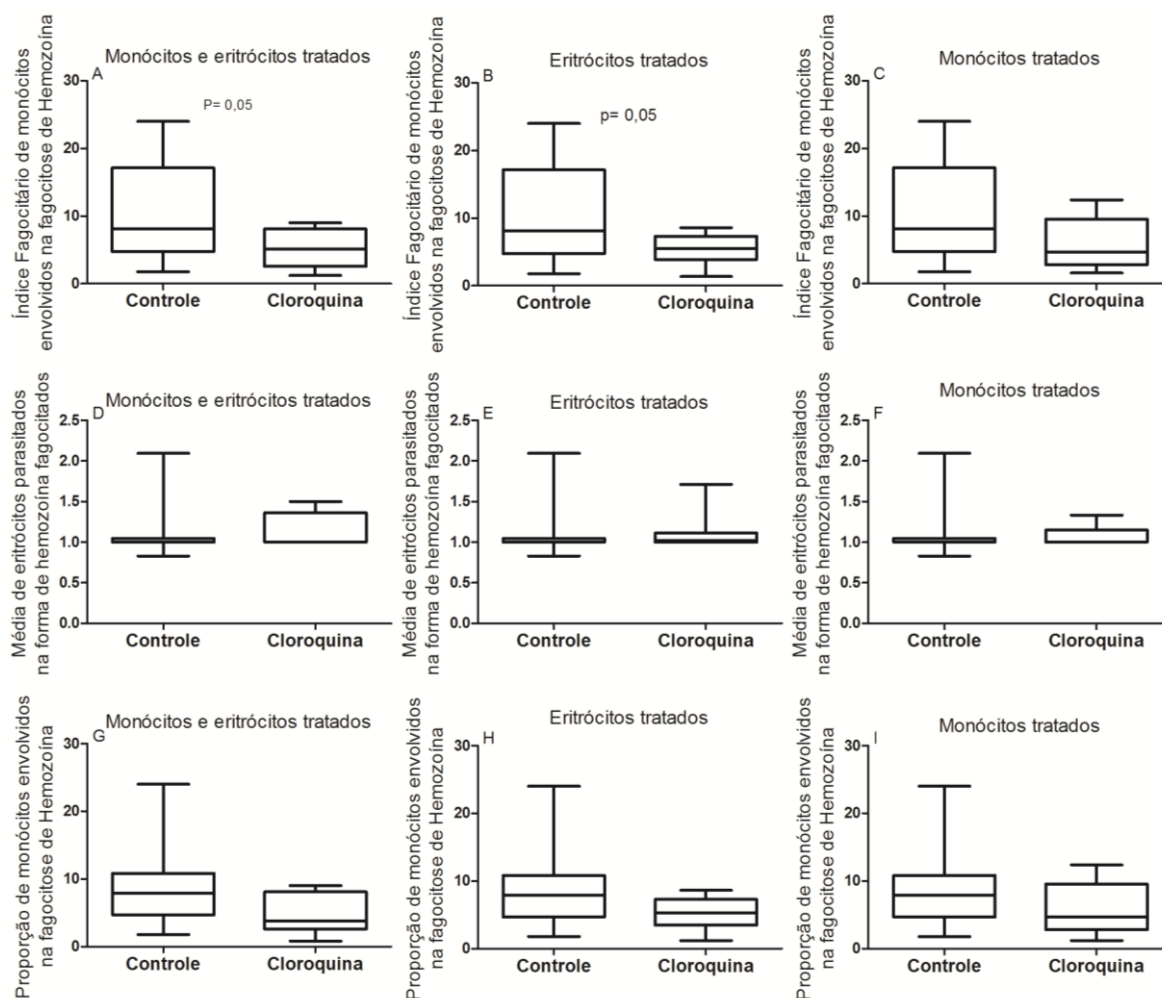 A
Monócitos e eritrócitos tratados
Índice Fagocitário de monócitos
envolvidos na fagocitose de Hemozoína
P= 0,05
30
20
10
0
Controle
Cloroquina
B
Eritrócitos tratados
Índice Fagocitário de monócitos
envolvidos na fagocitose de Hemozoína
p= 0,05
30
20
10
0
Controle
Cloroquina
C
Monócitos tratados
Índice Fagocitário de monócitos
envolvidos na fagocitose de Hemozoína
30
20
10
0
Controle
Cloroquina
D
Monócitos e eritrócitos tratados
Média de eritrócitos parasitados
na forma de hemozoína fagocitados
2.5
2.0
1.5
1.0
0.5
0.0
Controle
Cloroquina
E
Eritrócitos tratados
Média de eritrócitos parasitados
na forma de hemozoína fagocitados
2.5
2.0
1.5
1.0
0.5
0.0
Controle
Cloroquina
F
Monócitos tratados
Média de eritrócitos parasitados
na forma de hemozoína fagocitados
2.5
2.0
1.5
1.0
0.5
0.0
Controle
Cloroquina
G
Monócitos e eritrócitos tratados
Proporção de monócitos envolvidos
na fagocitose de Hemozoína
30
20
10
0
Controle
Cloroquina
H
Eritrócitos tratados
Proporção de monócitos envolvidos
na fagocitose de Hemozoína
30
20
10
0
Controle
Cloroquina
I
Monócitos tratados
Proporção de monócitos envolvidos
na fagocitose de Hemozoína
30
20
10
0
Controle
Cloroquina